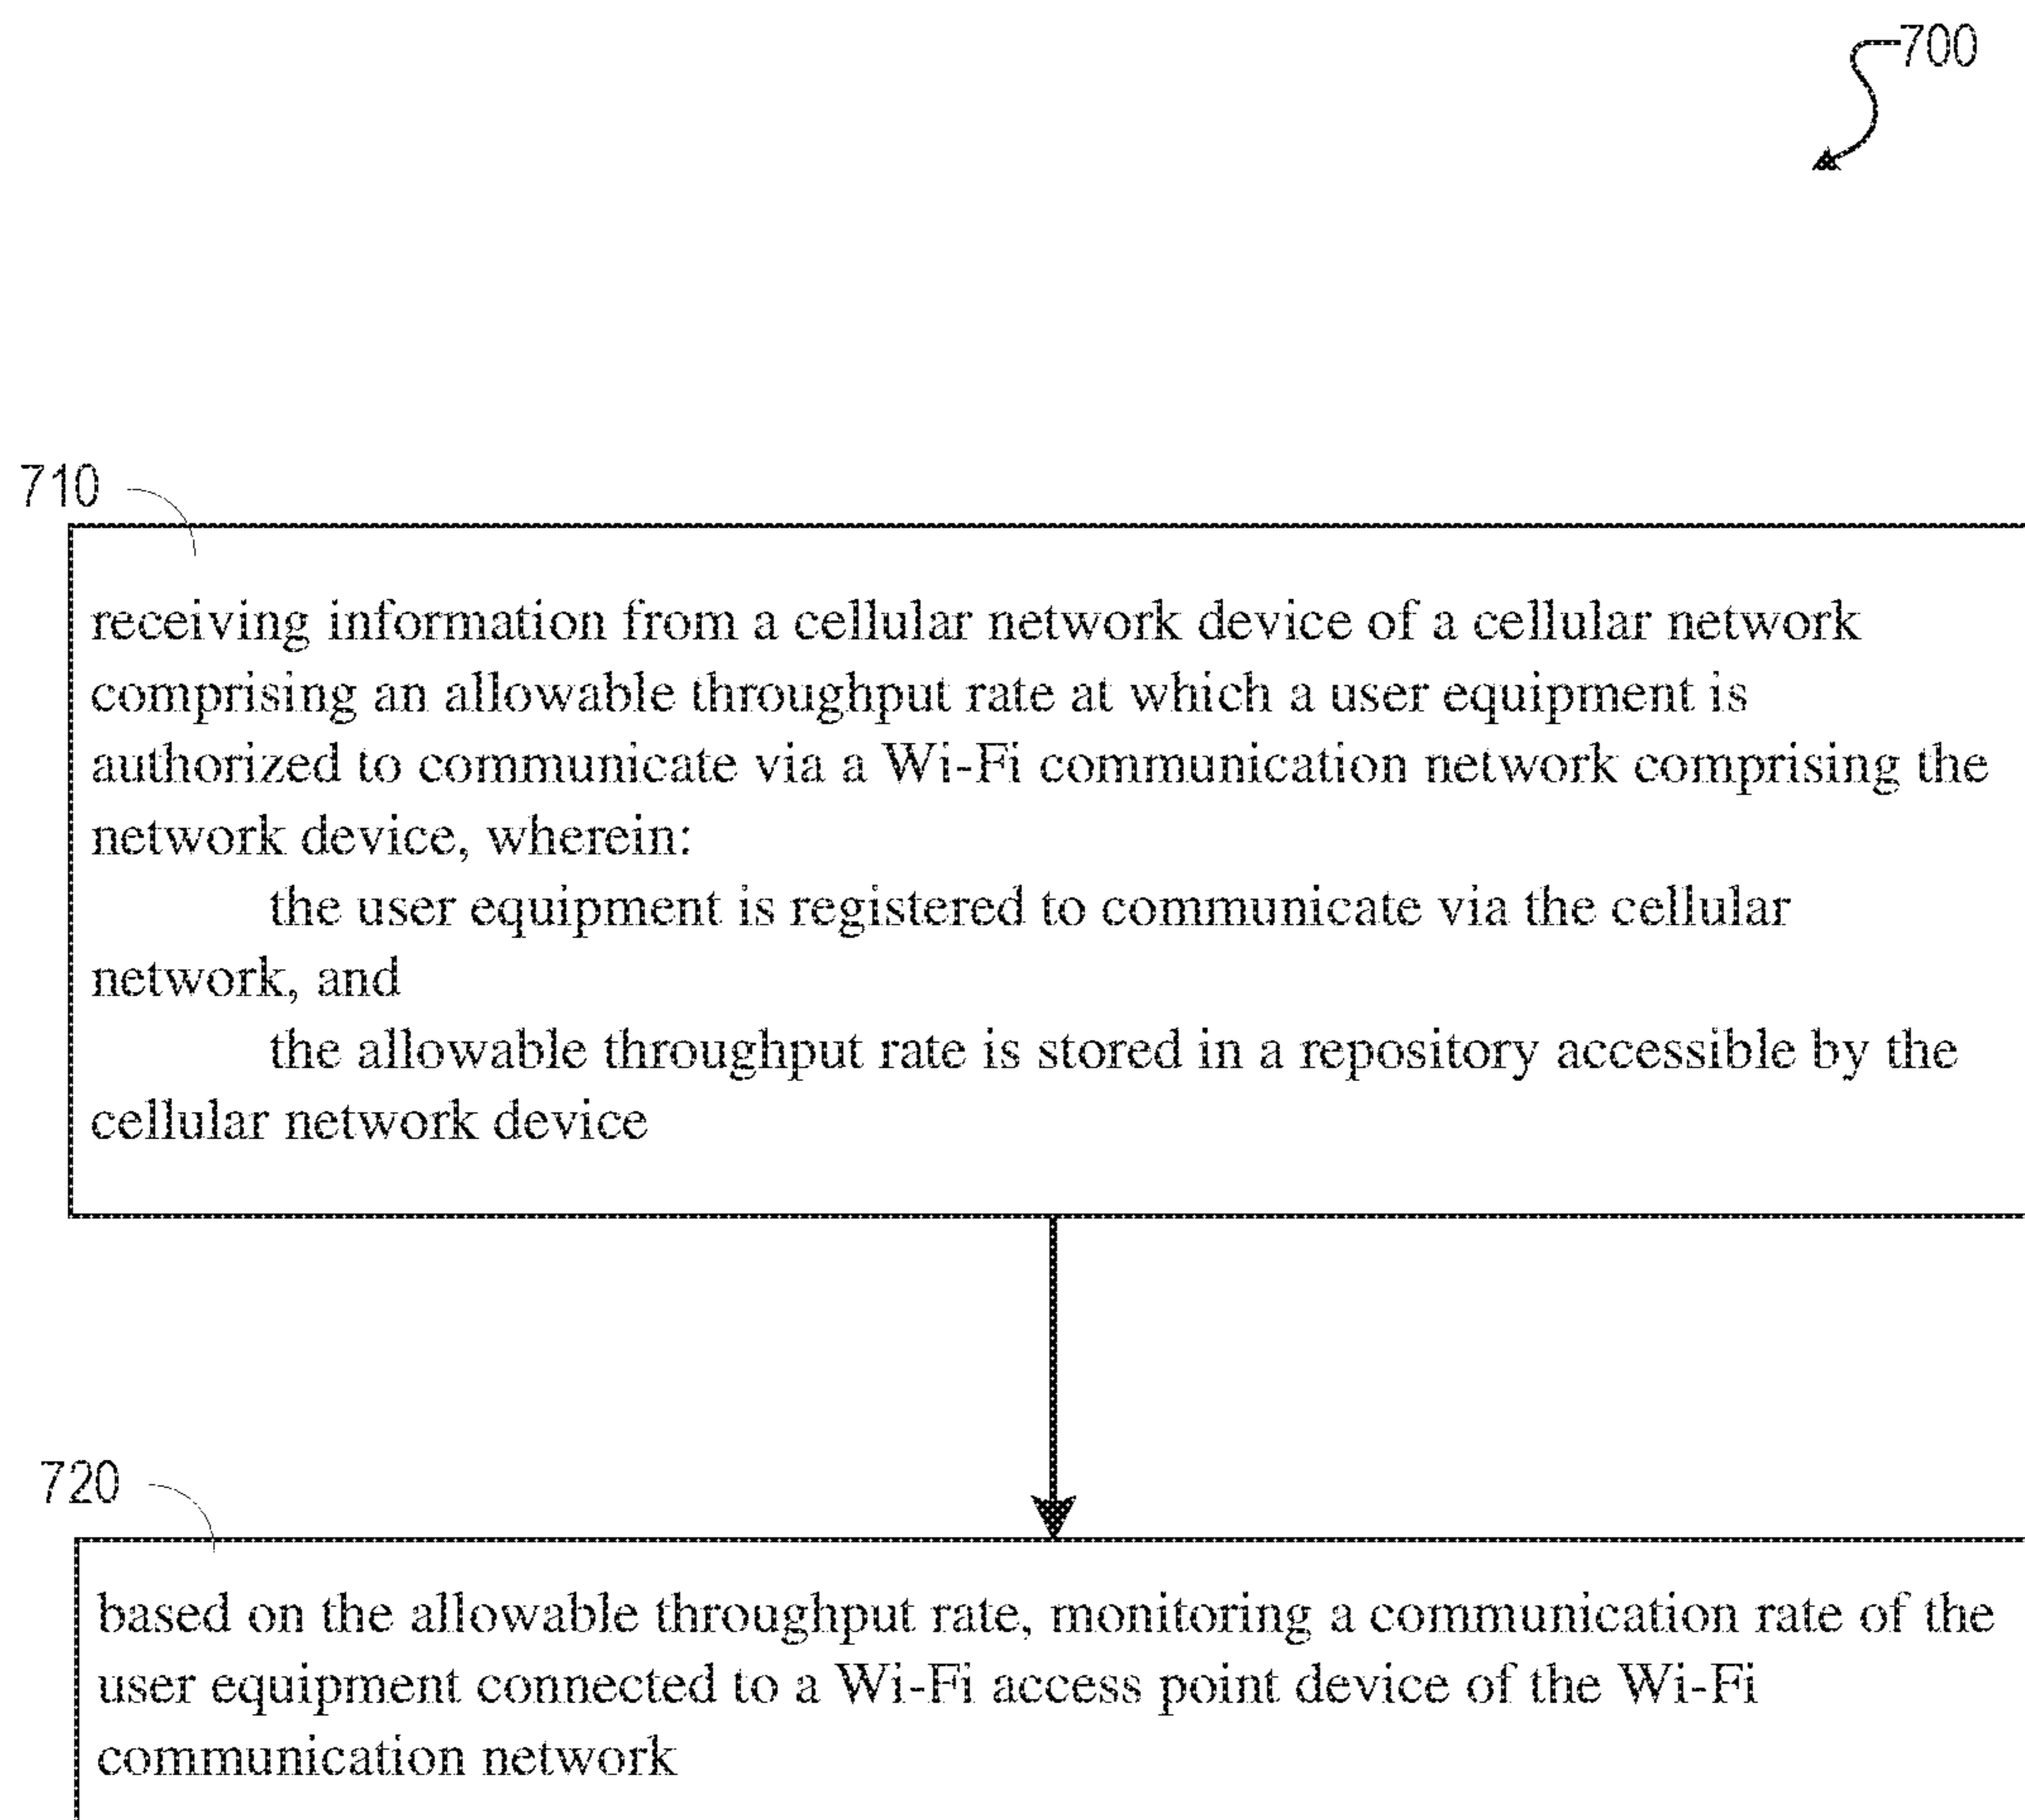 700
710
receiving information from a cellular network device of a cellular network
comprising an allowable throughput rate at which a user equipment is
authorized to communicate via a Wi-Fi communication network comprising the
network device, wherein:
the user equipment is registered to communicate via the cellular
network, and
the allowable throughput rate is stored in a repository accessible by the
cellular network device
720
based on the allowable throughput rate, monitoring a communication rate of the
user equipment connected to a Wi-Fi access point device of the Wi-Fi
communication network